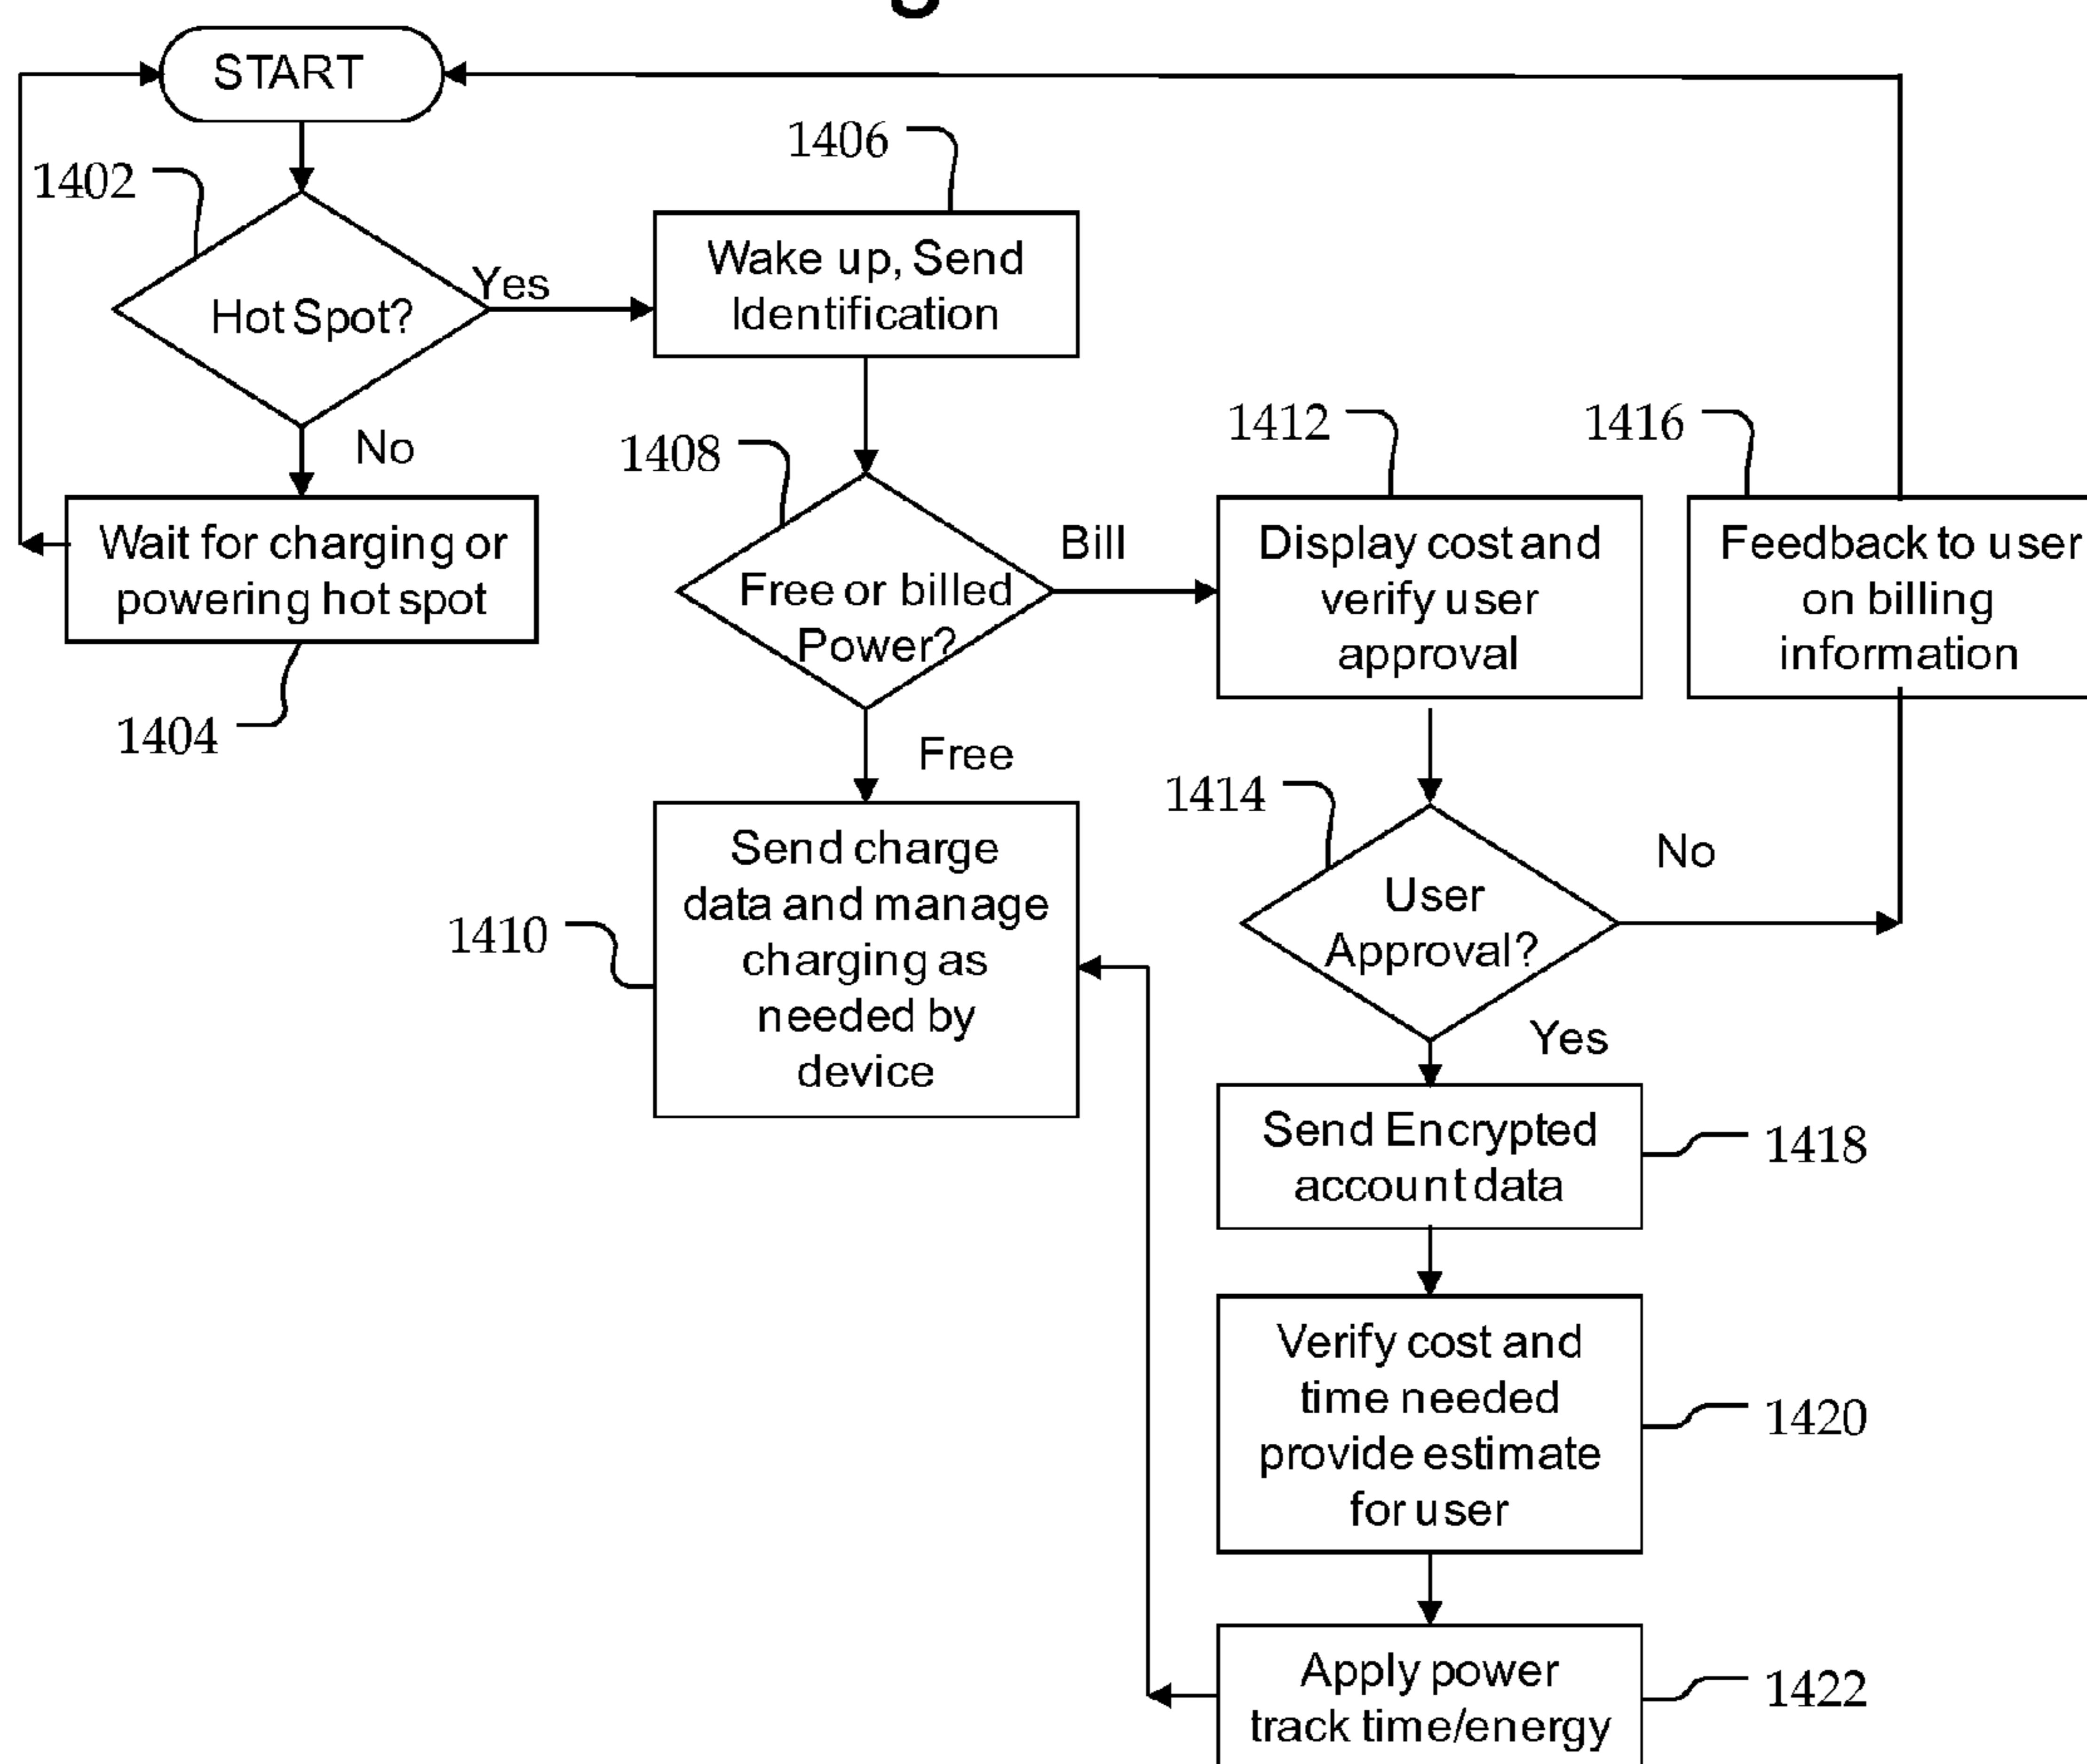 START
1402
1406
Hot Spot?
Yes
Wake up, Send
Identification
No
Wait for charging or
powering hot spot
1404
1408
Free or billed
Power?
Bill
1412
Display cost and
verify user
approval
1416
Feedback to user
on billing
information
Free
1410
Send charge
data and manage
charging as
needed by
device
1414
User
Approval?
No
Yes
Send Encrypted
account data
1418
Verify cost and
time needed
provide estimate
for user
1420
Apply power
track time/energy
1422